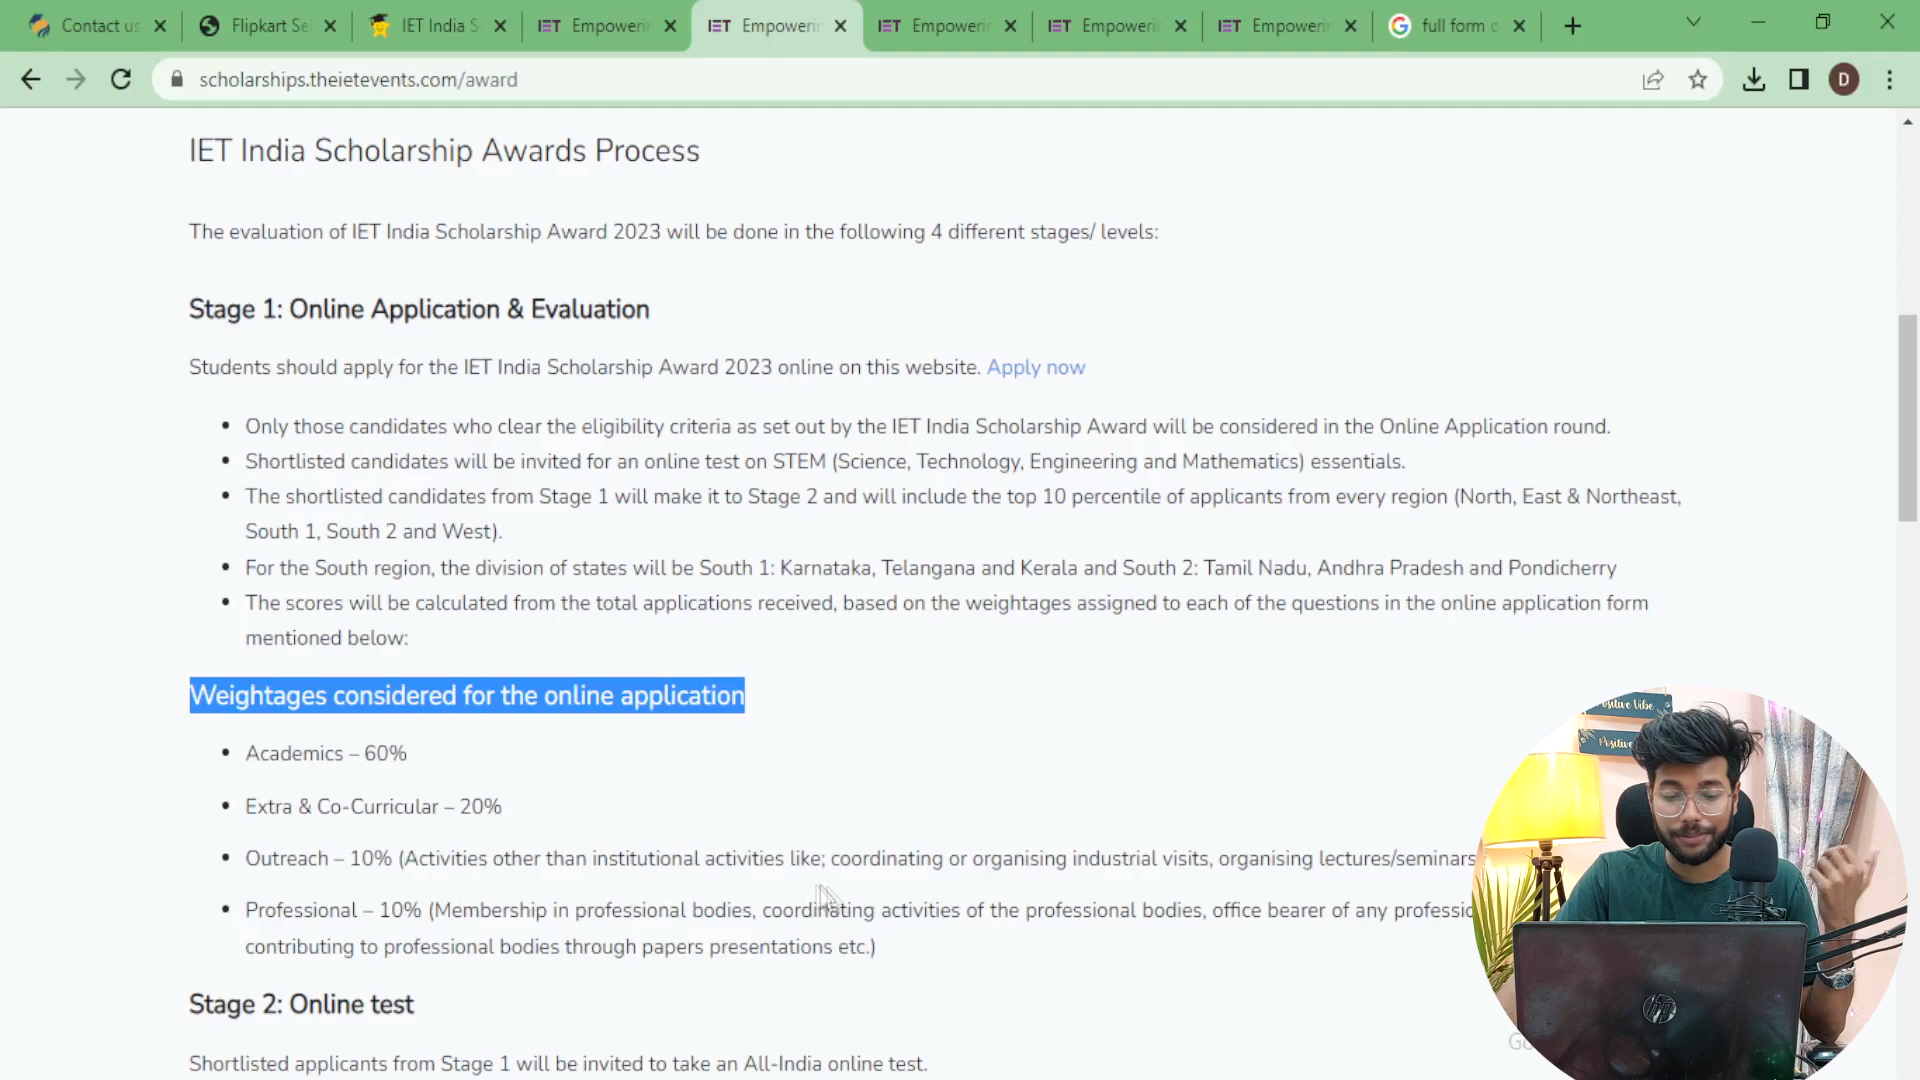 Contact us
Flipkart Se
IET India S
IET Empowerin
IET Empowerin
IET Empowerin
IET Empowerin
IET Empowerin
full form o
scholarships.theietevents.com/award
D
IET India Scholarship Awards Process
The evaluation of IET India Scholarship Award 2023 will be done in the following 4 different stages/ levels:
Stage 1: Online Application & Evaluation
Students should apply for the IET India Scholarship Award 2023 online on this website. Apply now
• Only those candidates who clear the eligibility criteria as set out by the IET India Scholarship Award will be considered in the Online Application round.
• Shortlisted candidates will be invited for an online test on STEM (Science, Technology, Engineering and Mathematics) essentials.
• The shortlisted candidates from Stage 1 will make it to Stage 2 and will include the top 10 percentile of applicants from every region (North, East & Northeast,
South 1, South 2 and West).
• For the South region, the division of states will be South 1: Karnataka, Telangana and Kerala and South 2: Tamil Nadu, Andhra Pradesh and Pondicherry
• The scores will be calculated from the total applications received, based on the weightages assigned to each of the questions in the online application form
mentioned below:
Weightages considered for the online application
• Academics – 60%
• Extra & Co-Curricular – 20%
• Outreach – 10% (Activities other than institutional activities like; coordinating or organising industrial visits, organising lectures/seminars
• Professional – 10% (Membership in professional bodies, coordinating activities of the professional bodies, office bearer of any professio
contributing to professional bodies through papers presentations etc.)
Stage 2: Online test
Shortlisted applicants from Stage 1 will be invited to take an All-India online test.
Positive Vibe
Positive
hp